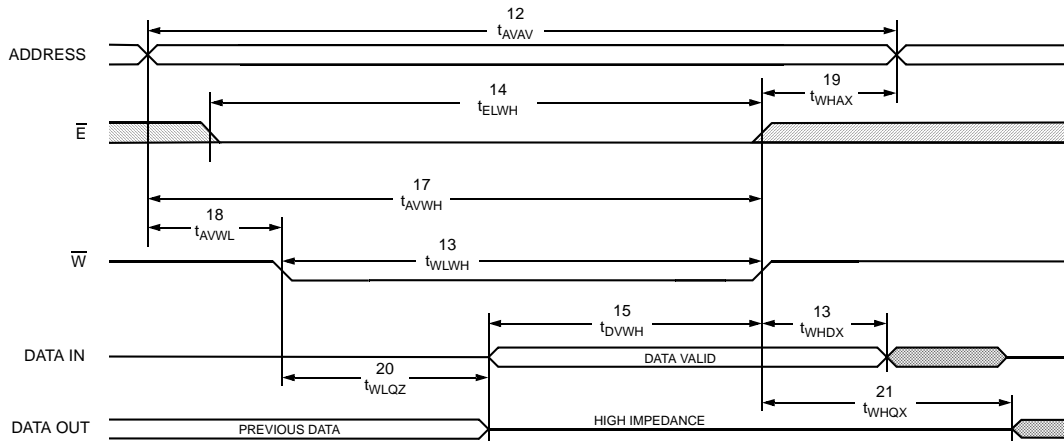 12
tAVAV
ADDRESS
19
tWHAX
14
tELWH
E
17
tAVWH
18
tAVWL
13
tWLWH
W
15
tDVWH
13
tWHDX
DATA IN
DATA VALID
20
tWLQZ
21
tWHQX
DATA OUT
PREVIOUS DATA
HIGH IMPEDANCE